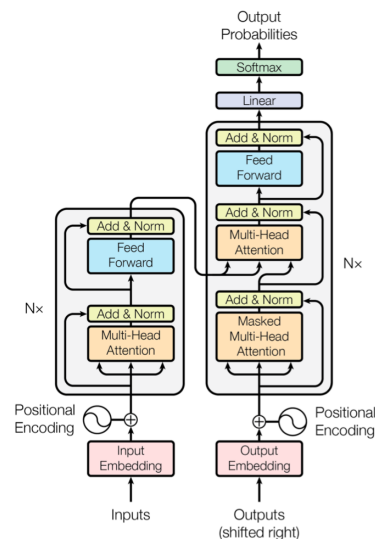 Output
Probabilities
Softmax
Linear
Add & Norm
Feed
Forward
Add & Norm
Multi-Head
Attention
Add & Norm
Masked
Multi-Head
Attention
Nx
Add & Norm
Feed
Forward
Add & Norm
Multi-Head
Attention
Nx
Positional
Encoding
Positional
Encoding
Input
Embedding
Output
Embedding
Inputs
Outputs
(shifted right)